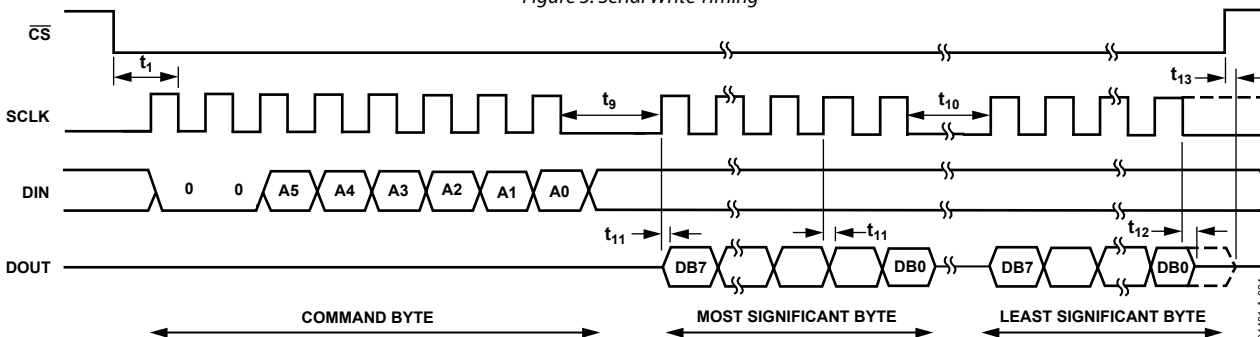 Figure 3. Serial Write Timing
CS
t1
t13
SCLK
t9
t10
DIN
0 0 A5 A4 A3 A2 A1 A0
t11
t11
t12
DOUT
DB7 DB0 DB7 DB0
COMMAND BYTE MOST SIGNIFICANT BYTE LEAST SIGNIFICANT BYTE